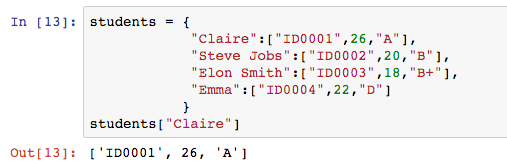 In [13]: students = {
"Claire":["ID0001",26,"A"],
"Steve Jobs":["ID0002",20,"B"],
"Elon Smith":["ID0003",18,"B+"],
"Emma":["ID0004",22,"D"]
}
students["Claire"]
Out[13]: ['ID0001', 26, 'A']